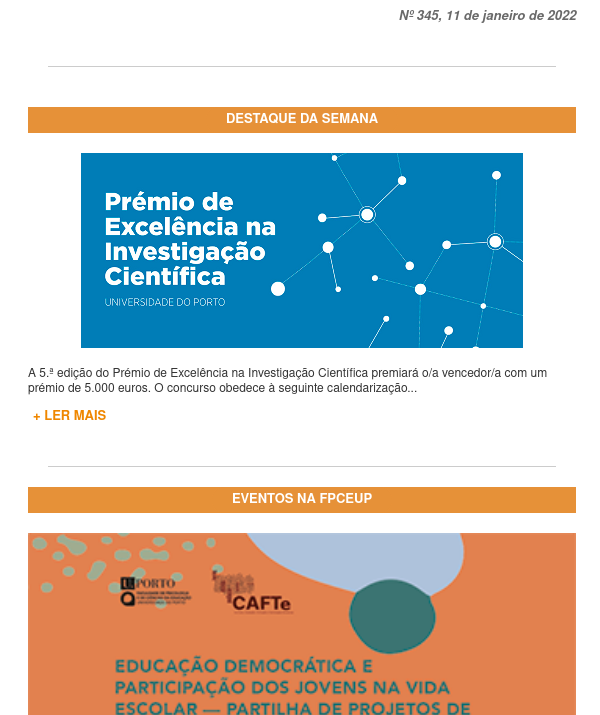 Nº 345, 11 de janeiro de 2022
DESTAQUE DA SEMANA
Prémio de
Excelência na
Investigação
Científica
UNIVERSIDADE DO PORTO
A 5.ª edição do Prémio de Excelência na Investigação Científica premiará o/a vencedor/a com um
prémio de 5.000 euros. O concurso obedece à seguinte calendarização...
+ LER MAIS
EVENTOS NA FPCEUP
U.PORTO
CAFTe
EDUCAÇÃO DEMOCRÁTICA E
PARTICIPAÇÃO DOS JOVENS NA VIDA
ESCOLAR — PARTILHA DE PROJETOS DE